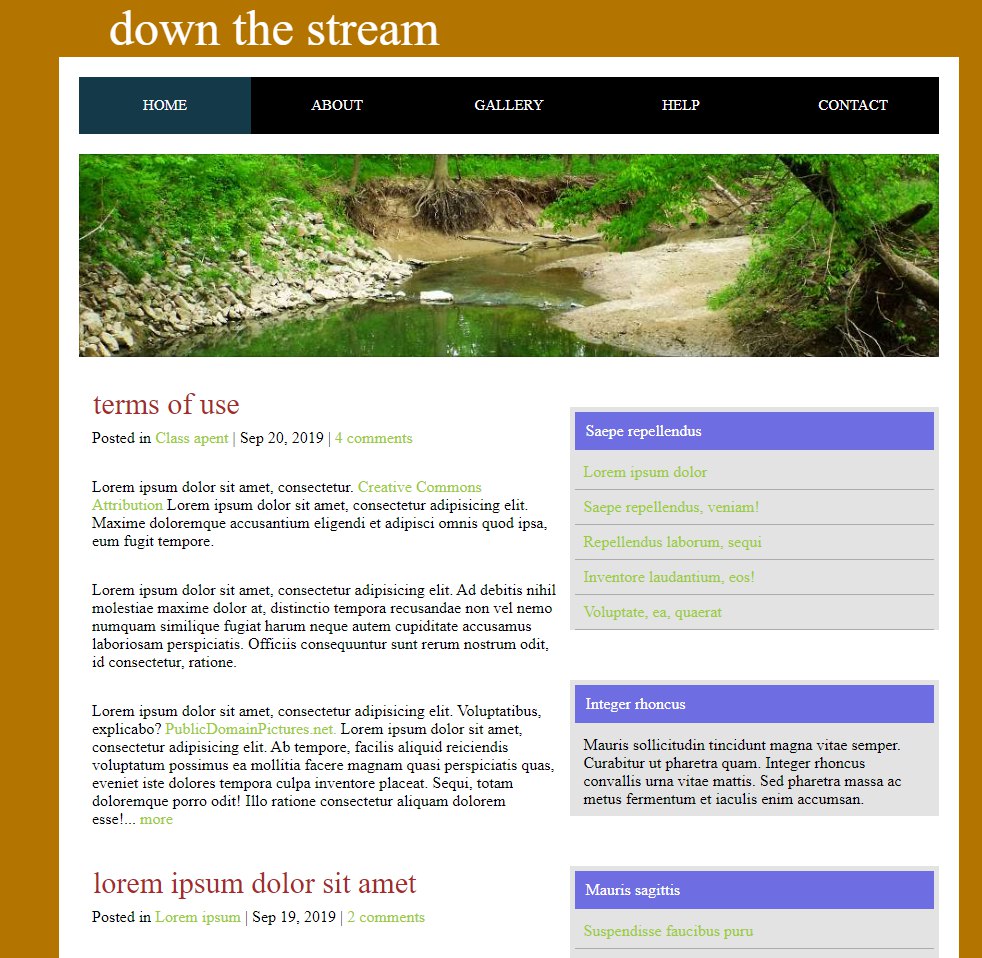 down the stream
HOME ABOUT GALLERY HELP CONTACT
terms of use
Posted in Class apent | Sep 20, 2019 | 4 comments
Lorem ipsum dolor sit amet, consectetur. Creative Commons
Attribution Lorem ipsum dolor sit amet, consectetur adipisicing elit.
Maxime doloremque accusantium eligendi et adipisci omnis quod ipsa,
eum fugit tempore.
Lorem ipsum dolor sit amet, consectetur adipisicing elit. Ad debitis nihil
molestiae maxime dolor at, distinctio tempora recusandae non vel nemo
numquam similique fugiat harum neque autem cupiditate accusamus
laboriosam perspiciatis. Officiis consequuntur sunt rerum nostrum odit,
id consectetur, ratione.
Lorem ipsum dolor sit amet, consectetur adipisicing elit. Voluptatibus,
explicabo? PublicDomainPictures.net. Lorem ipsum dolor sit amet,
consectetur adipisicing elit. Ab tempore, facilis aliquid reiciendis
voluptatum possimus ea mollitia facere magnam quasi perspiciatis quas,
eveniet iste dolores tempora culpa inventore placeat. Sequi, totam
doloremque porro odit! Illo ratione consectetur aliquam dolorem
esse!... more
lorem ipsum dolor sit amet
Posted in Lorem ipsum | Sep 19, 2019 | 2 comments
Saepe repellendus
Lorem ipsum dolor
Saepe repellendus, veniam!
Repellendus laborum, sequi
Inventore laudantium, eos!
Voluptate, ea, quaerat
Integer rhoncus
Mauris sollicitudin tincidunt magna vitae semper.
Curabitur ut pharetra quam. Integer rhoncus
convallis urna vitae mattis. Sed pharetra massa ac
metus fermentum et iaculis enim accumsan.
Mauris sagittis
Suspendisse faucibus puru